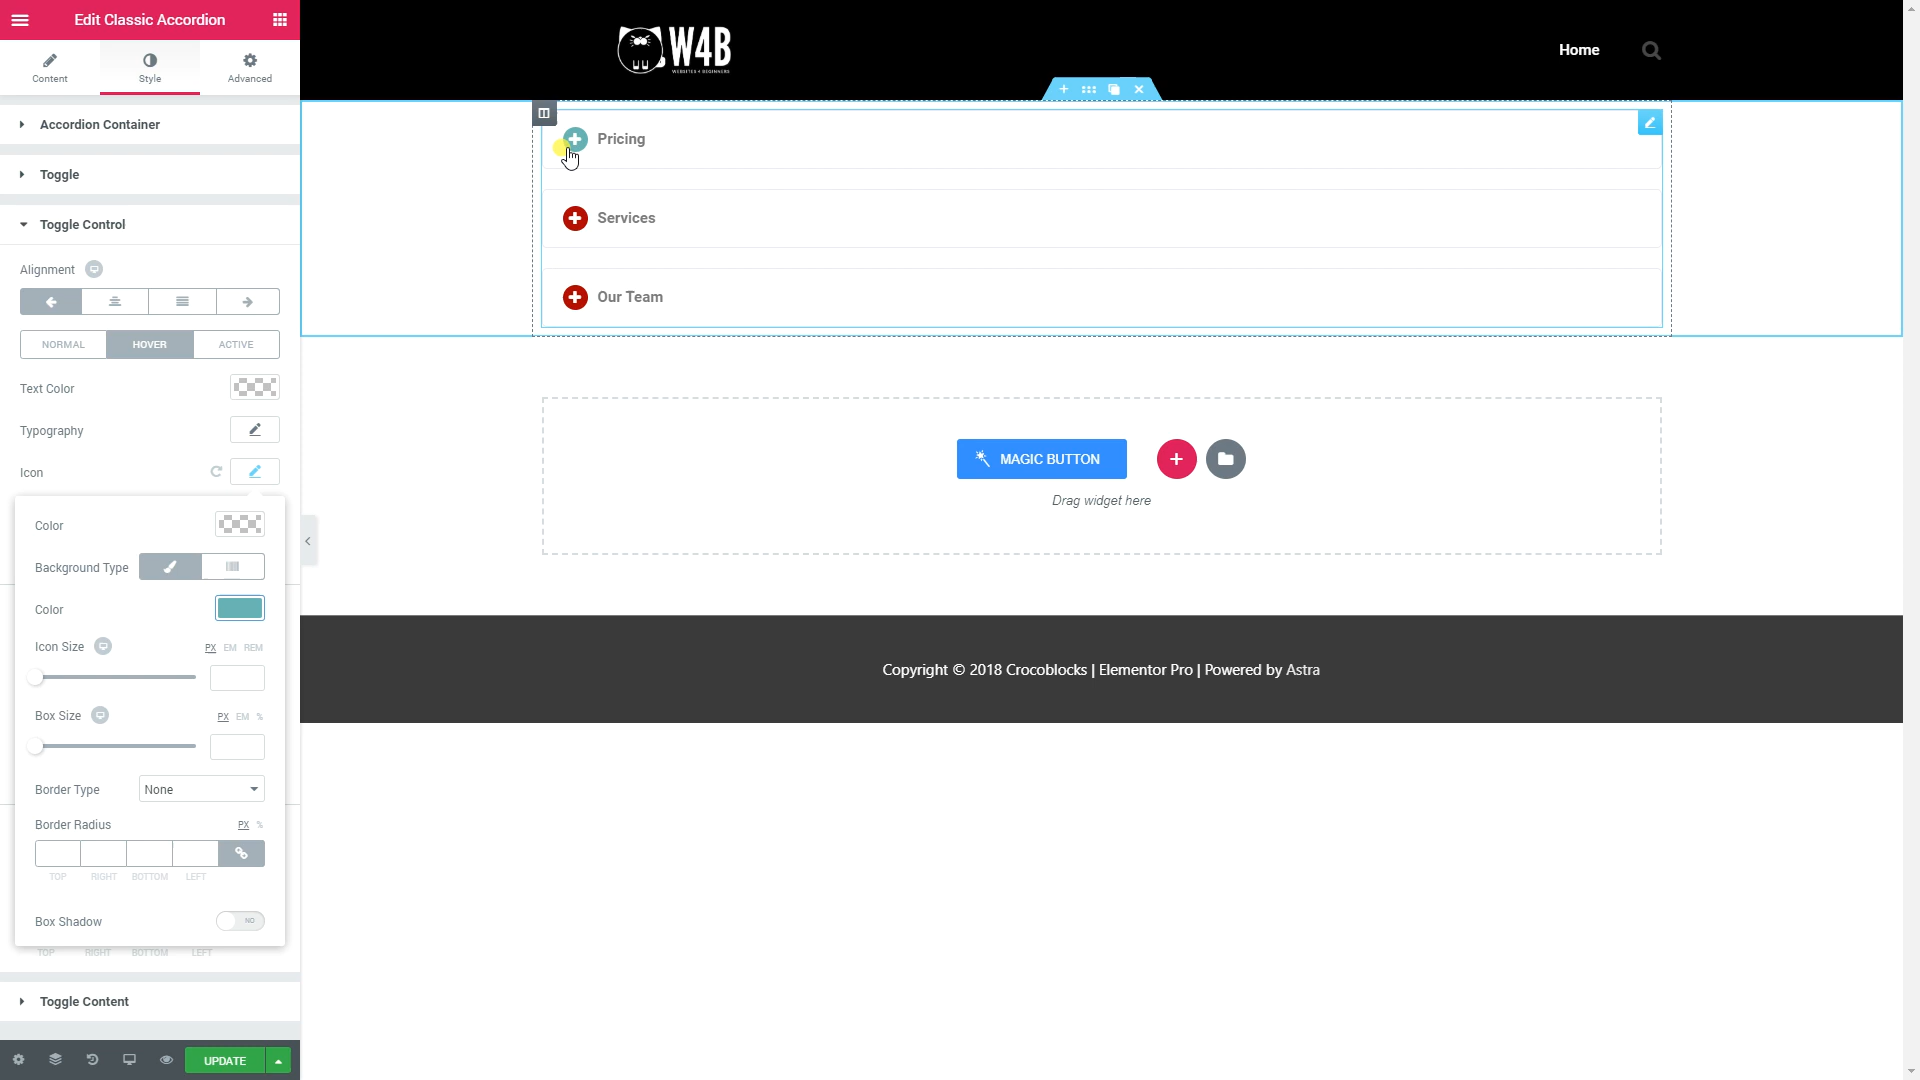 Edit Classic Accordion
Content
Style
Advanced
Accordion Container
Toggle
Toggle Control
Alignment
NORMAL
HOVER
ACTIVE
Text Color
Typography
Icon
Color
Background Type
Color
Icon Size
PX EM REM
Box Size
PX EM %
Border Type
None
Border Radius
PX %
TOP RIGHT BOTTOM LEFT
Box Shadow
NO
TOP RIGHT BOTTOM LEFT
Toggle Content
UPDATE
W4B
WEBSITES 4 BEGINNERS
Home
Pricing
Services
Our Team
MAGIC BUTTON
Drag widget here
Copyright © 2018 Crocoblocks | Elementor Pro | Powered by Astra